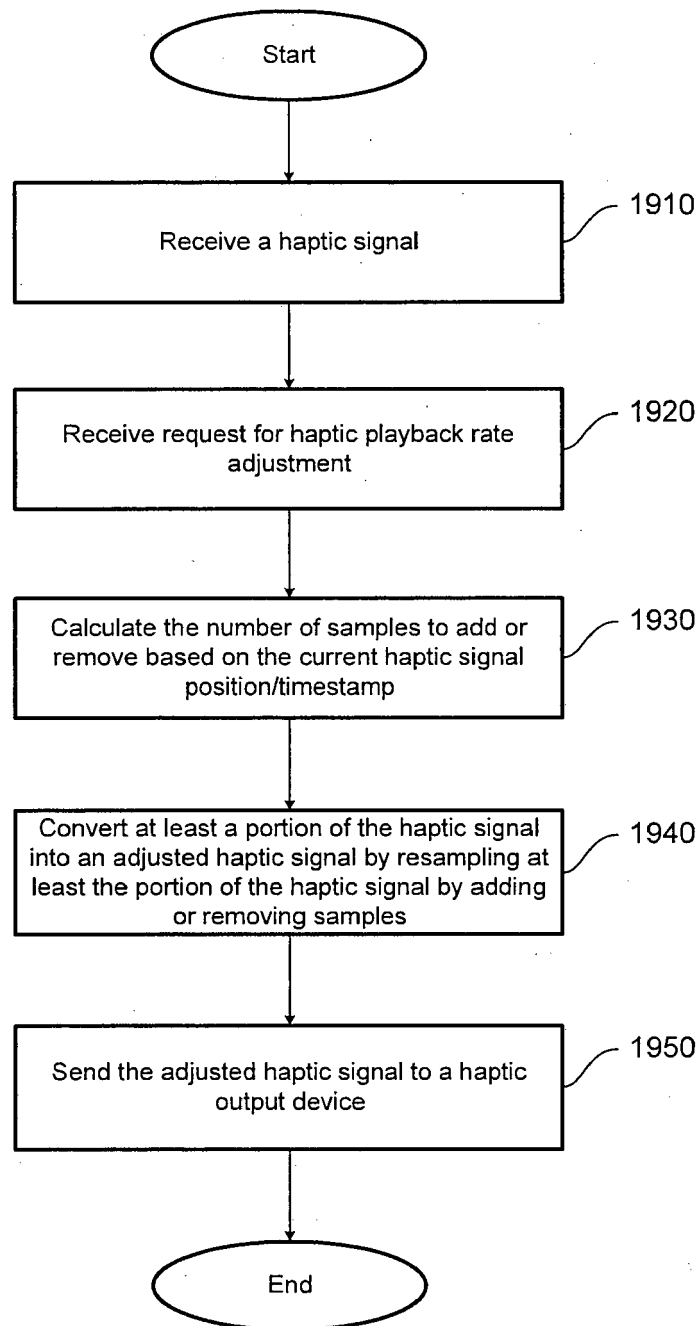 Start
Receive a haptic signal
1910
Receive request for haptic playback rate
adjustment
1920
Calculate the number of samples to add or
remove based on the current haptic signal
position/timestamp
1930
Convert at least a portion of the haptic signal
into an adjusted haptic signal by resampling at
least the portion of the haptic signal by adding
or removing samples
1940
Send the adjusted haptic signal to a haptic
output device
1950
End